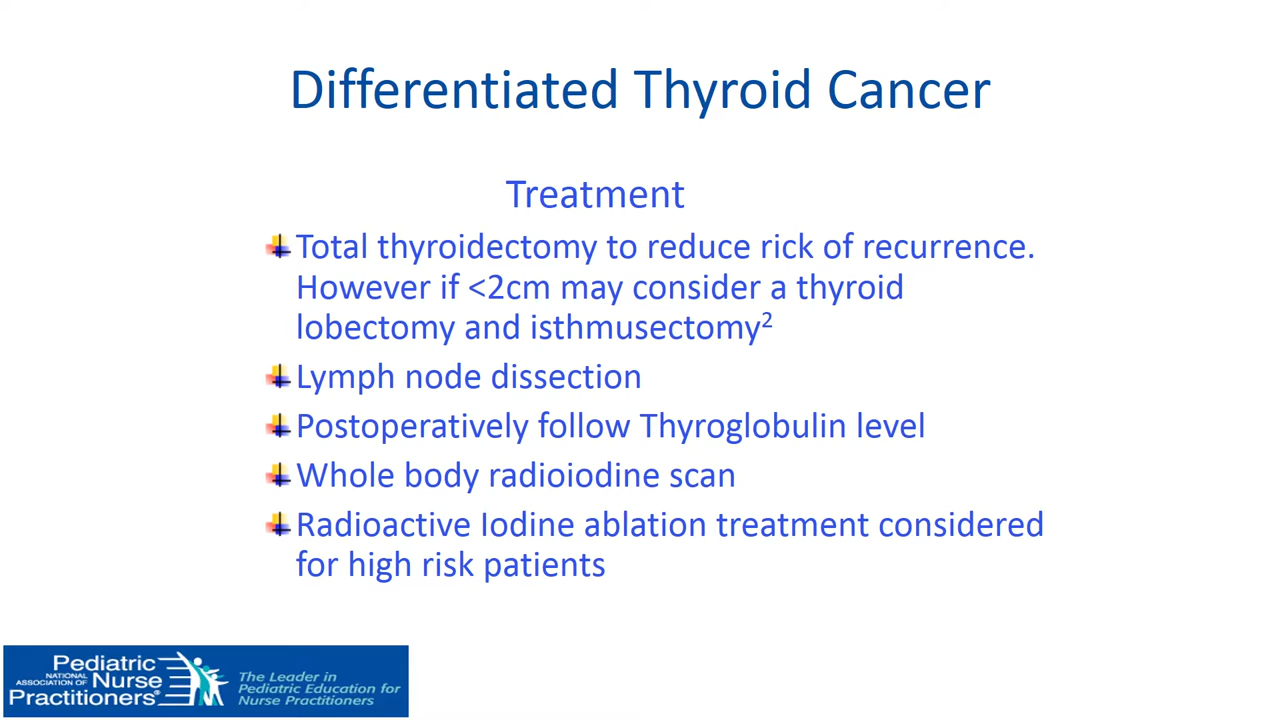 Differentiated Thyroid Cancer
Treatment
Total thyroidectomy to reduce rick of recurrence.
However if <2cm may consider a thyroid
lobectomy and isthmusectomy²
Lymph node dissection
Postoperatively follow Thyroglobulin level
Whole body radioiodine scan
Radioactive Iodine ablation treatment considered
for high risk patients
Pediatric
NATIONAL
ASSOCIATION OF Nurse
Practitioners®
The Leader in
Pediatric Education for
Nurse Practitioners